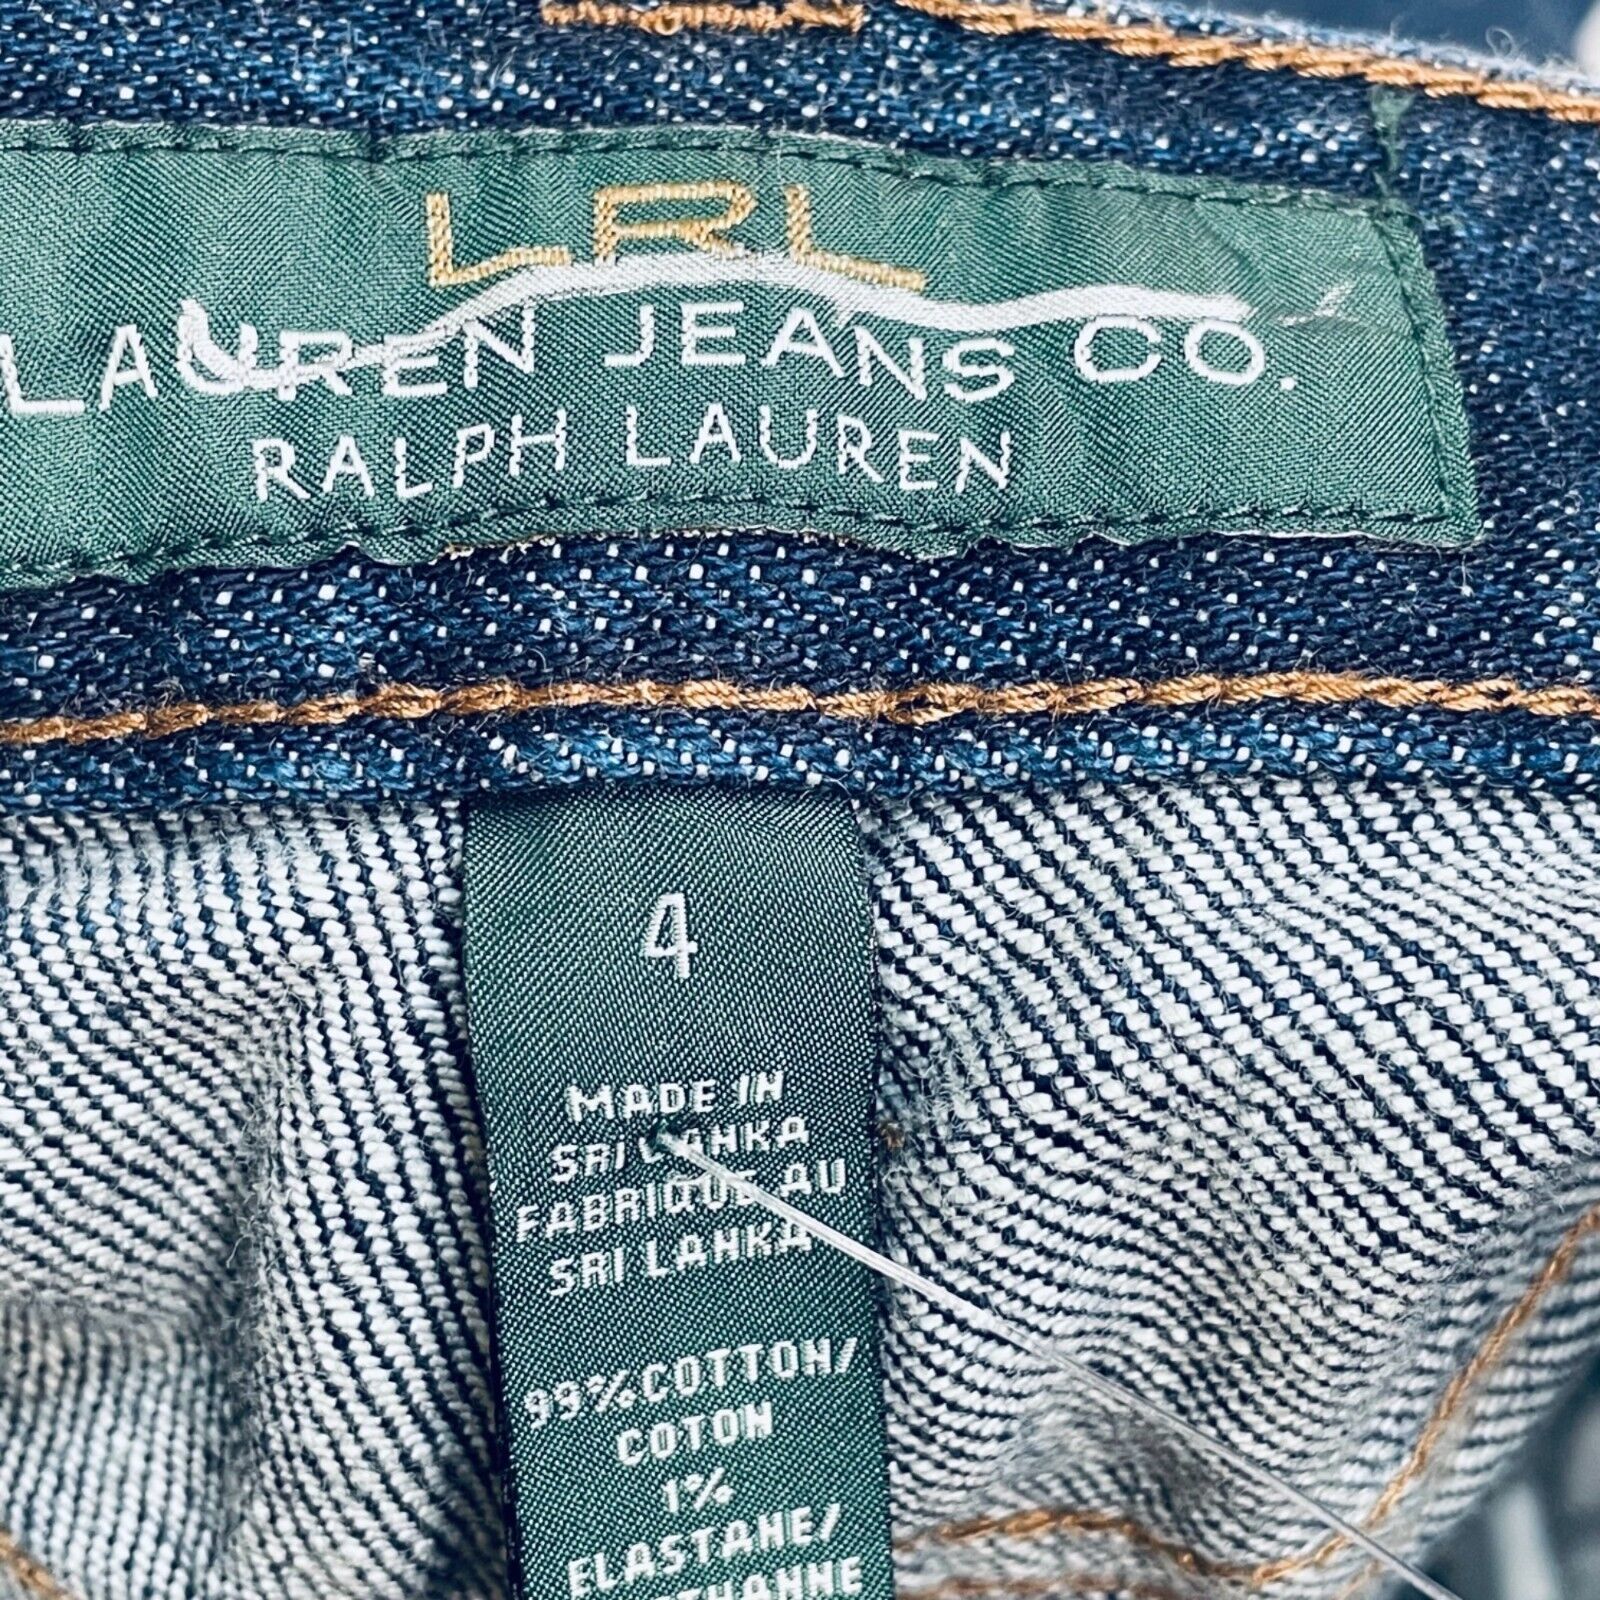 LRL
LAUREN JEANS CO.
RALPH LAUREN
4
MADE IN
SRI LANKA
FABRIQUE AU
SRI LANKA
99% COTTON/
COTON
1%
ELASTANE/